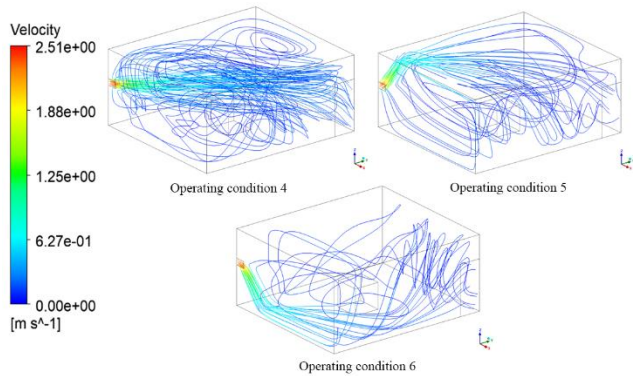 Velocity
2.51e+00
1.88e+00
1.25e+00
6.27e-01
0.00e+00
[m s^-1]
Operating condition 4
Operating condition 5
Operating condition 6